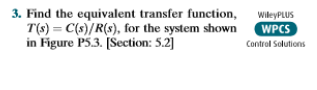 3. Find the equivalent transfer function,
T(s) = C(s)/R(s), for the system shown
in Figure P5.3. [Section: 5.2]
WileyPLUS
WPCS
Control Solutions